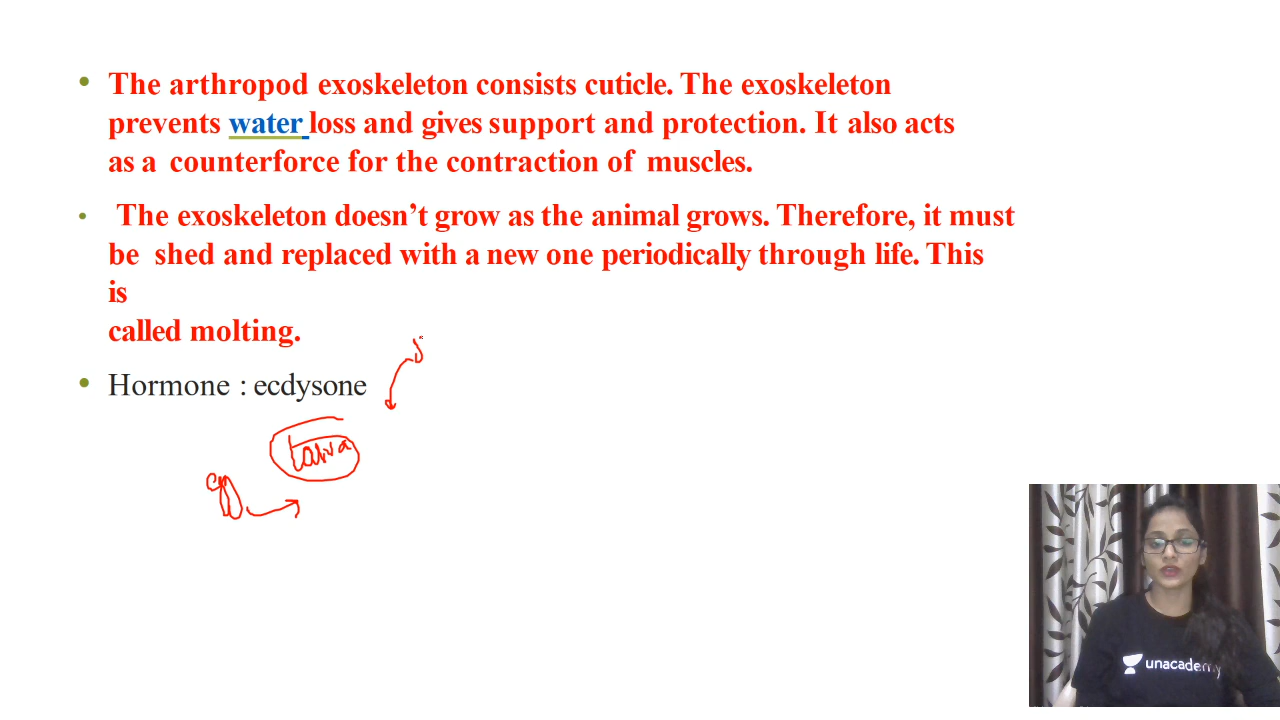 • The arthropod exoskeleton consists cuticle. The exoskeleton
prevents water loss and gives support and protection. It also acts
as a counterforce for the contraction of muscles.
• The exoskeleton doesn’t grow as the animal grows. Therefore, it must
be shed and replaced with a new one periodically through life. This
is
called molting.
• Hormone : ecdysone
larva
egg
unacademy